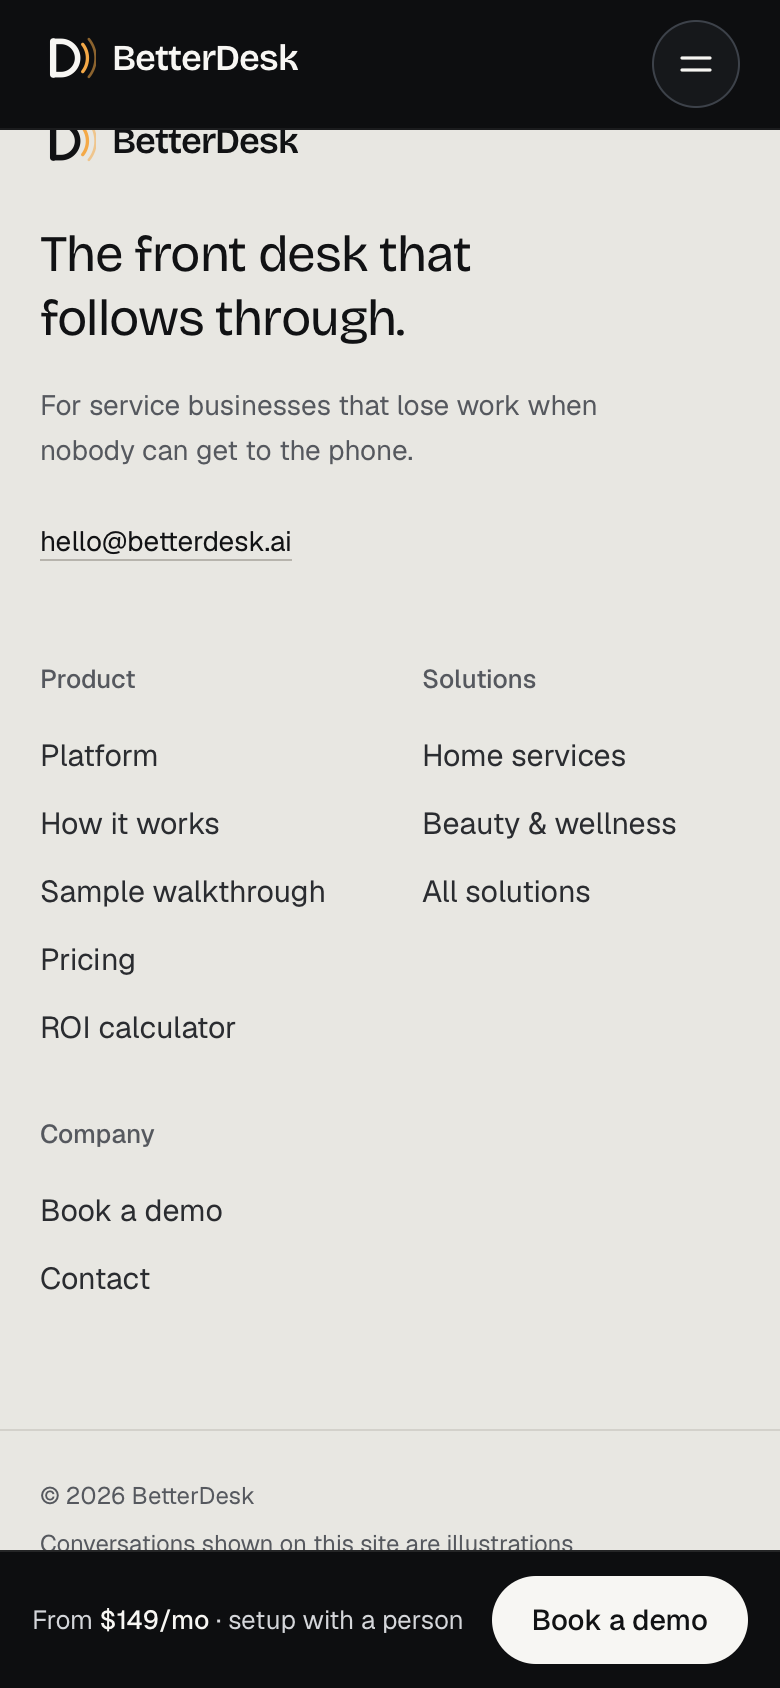 BetterDesk
BetterDesk
The front desk that
follows through.
For service businesses that lose work when
nobody can get to the phone.
hello@betterdesk.ai
Product
Platform
How it works
Sample walkthrough
Pricing
ROI calculator
Solutions
Home services
Beauty & wellness
All solutions
Company
Book a demo
Contact
© 2026 BetterDesk
Conversations shown on this site are illustrations
From $149/mo · setup with a person
Book a demo